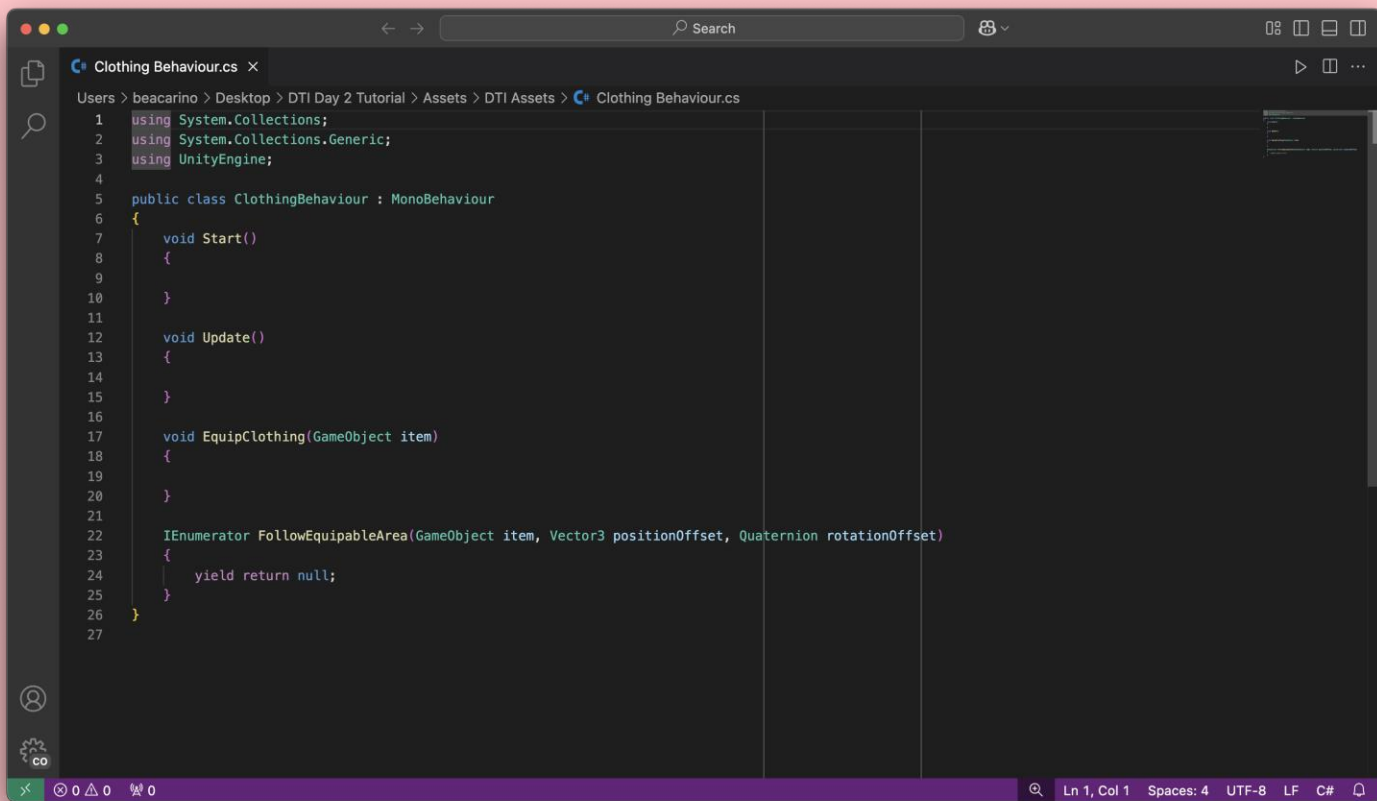 Search
Clothing Behaviour.cs
Users > beacarino > Desktop > DTI Day 2 Tutorial > Assets > DTI Assets > Clothing Behaviour.cs
1 using System.Collections;
2 using System.Collections.Generic;
3 using UnityEngine;
4
5 public class ClothingBehaviour : MonoBehaviour
6 {
7     void Start()
8     {
9
10     }
11
12     void Update()
13     {
14
15     }
16
17     void EquipClothing(GameObject item)
18     {
19
20     }
21
22     IEnumerator FollowEquipableArea(GameObject item, Vector3 positionOffset, Quaternion rotationOffset)
23     {
24         yield return null;
25     }
26 }
27
CO
0 0 0 Ln 1, Col 1 Spaces: 4 UTF-8 LF C#